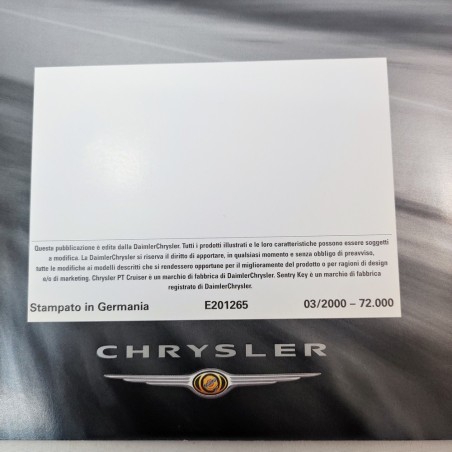 Questa pubblicazione è edita dalla DaimlerChrysler. Tutti i prodotti illustrati e le loro caratteristiche possono essere soggetti
a modifica. La DaimlerChrysler si riserva il diritto di apportare, in qualsiasi momento e senza obbligo di preavviso,
tutte le modifiche ai modelli descritti che si rendessero opportune per il miglioramento del prodotto o per ragioni di design
e/o di marketing. Chrysler PT Cruiser è un marchio di fabbrica di DaimlerChrysler. Sentry Key è un marchio di fabbrica
registrato di DaimlerChrysler.
Stampato in Germania E201265 03/2000 – 72.000
CHRYSLER